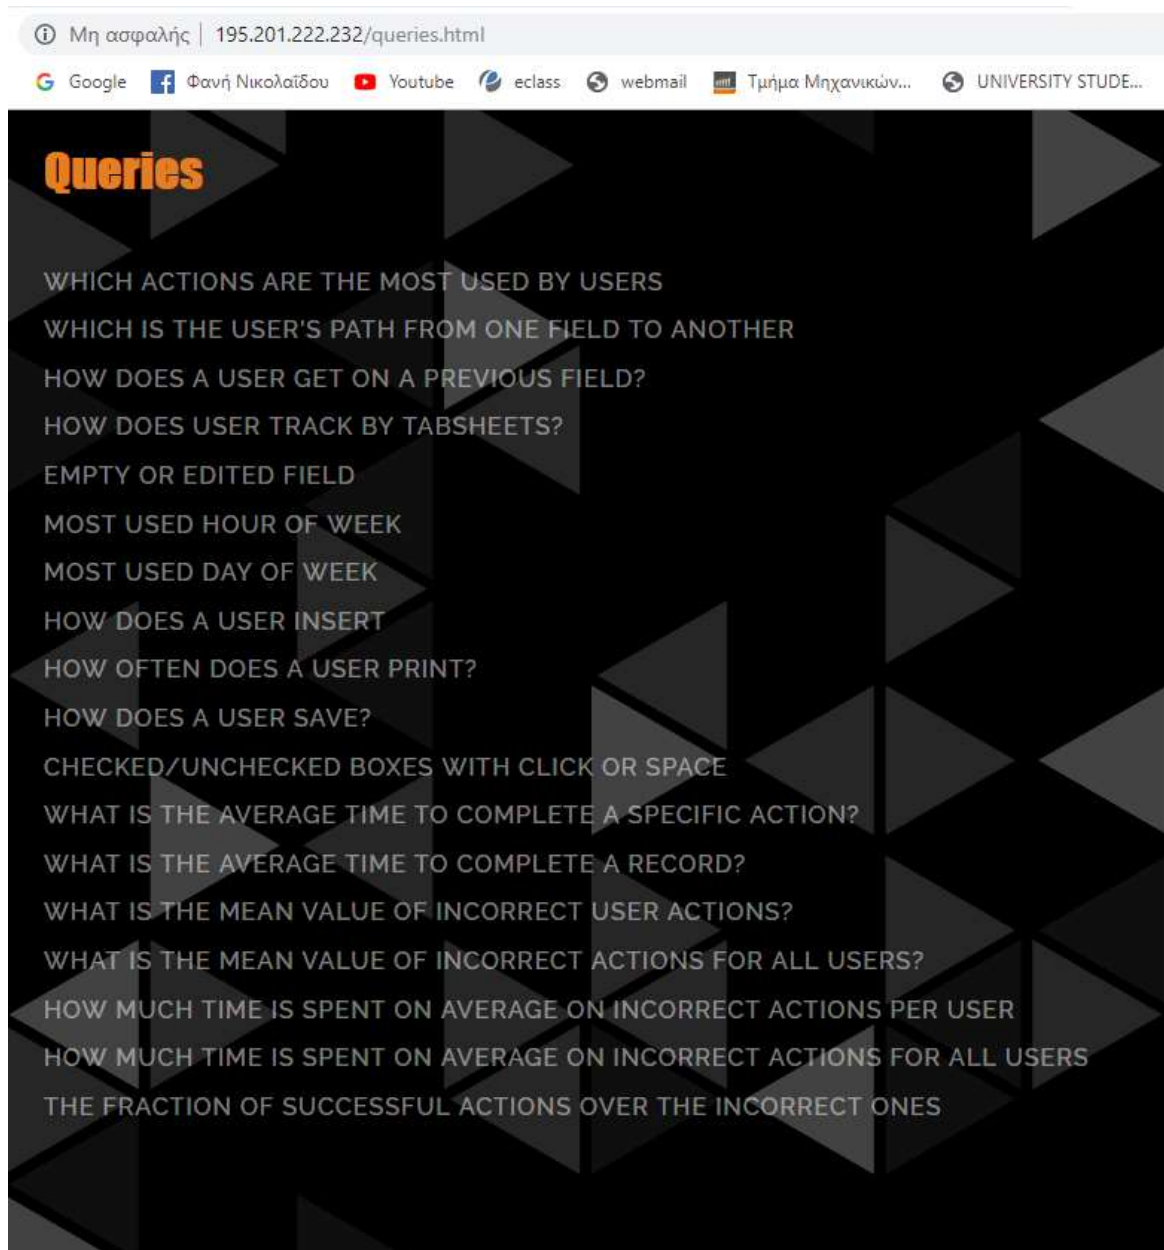 Μη ασφαλής | 195.201.222.232/queries.html
Google Φανή Νικολαΐδου Youtube eclass webmail Τμήμα Μηχανικών... UNIVERSITY STUDE...
Queries
WHICH ACTIONS ARE THE MOST USED BY USERS
WHICH IS THE USER'S PATH FROM ONE FIELD TO ANOTHER
HOW DOES A USER GET ON A PREVIOUS FIELD?
HOW DOES USER TRACK BY TABSHEETS?
EMPTY OR EDITED FIELD
MOST USED HOUR OF WEEK
MOST USED DAY OF WEEK
HOW DOES A USER INSERT
HOW OFTEN DOES A USER PRINT?
HOW DOES A USER SAVE?
CHECKED/UNCHECKED BOXES WITH CLICK OR SPACE
WHAT IS THE AVERAGE TIME TO COMPLETE A SPECIFIC ACTION?
WHAT IS THE AVERAGE TIME TO COMPLETE A RECORD?
WHAT IS THE MEAN VALUE OF INCORRECT USER ACTIONS?
WHAT IS THE MEAN VALUE OF INCORRECT ACTIONS FOR ALL USERS?
HOW MUCH TIME IS SPENT ON AVERAGE ON INCORRECT ACTIONS PER USER
HOW MUCH TIME IS SPENT ON AVERAGE ON INCORRECT ACTIONS FOR ALL USERS
THE FRACTION OF SUCCESSFUL ACTIONS OVER THE INCORRECT ONES